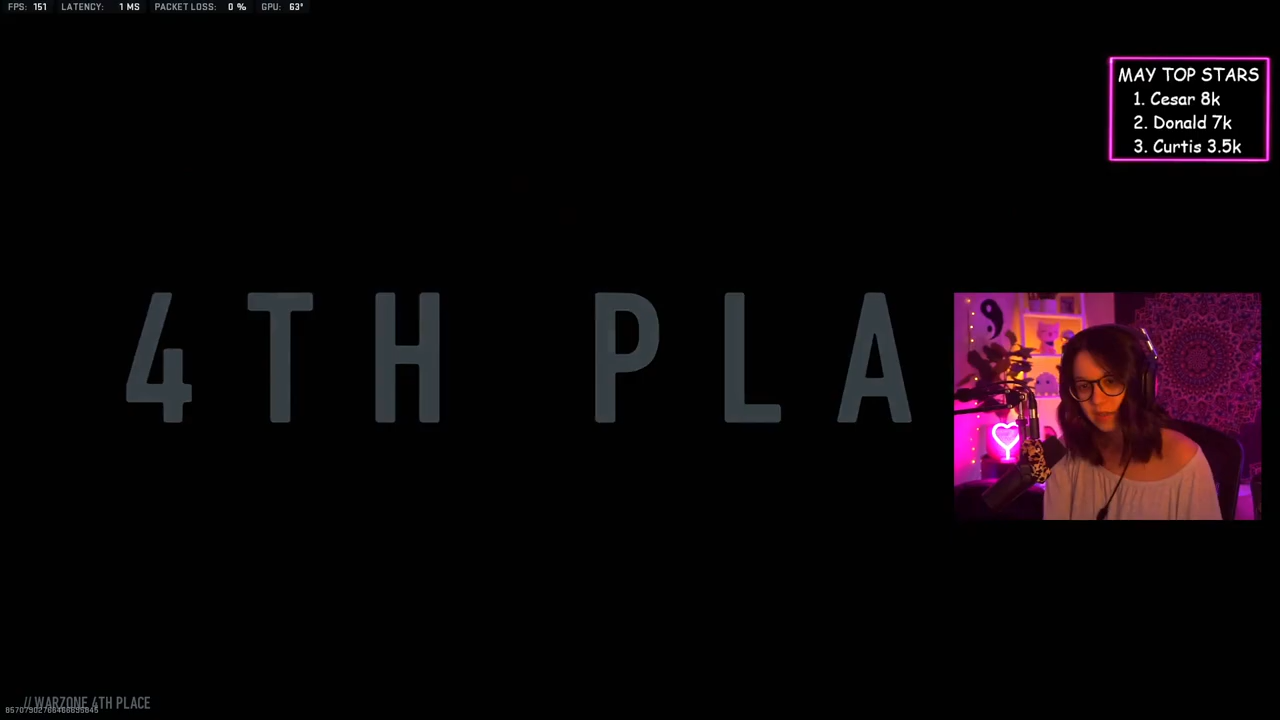 FPS: 151 LATENCY: 1 MS PACKET LOSS: 0 % GPU: 63°
MAY TOP STARS
1. Cesar 8k
2. Donald 7k
3. Curtis 3.5k
4TH PLA
// WARZONE 4TH PLACE